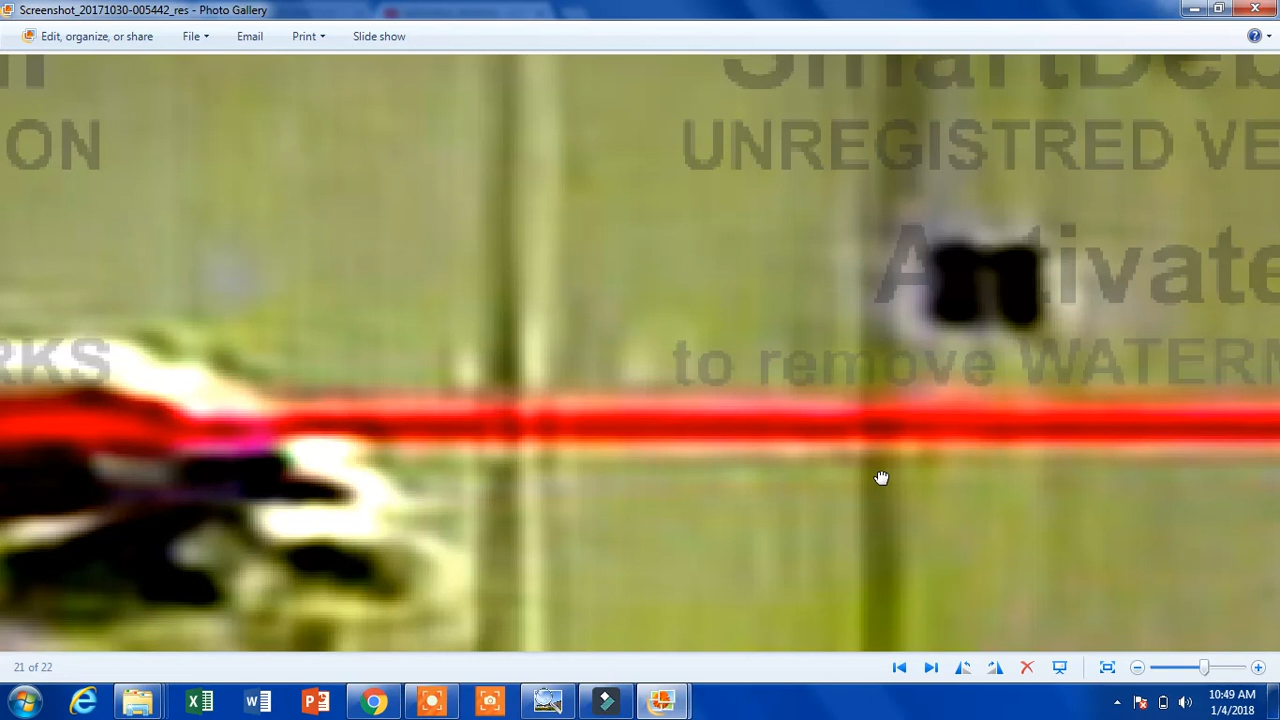 Screenshot_20171030-005442_res - Photo Gallery
Edit, organize, or share File Email Print Slide show
SmartDeb
ON UNREGISTRED VE
Activate
RKS to remove WATERM
21 of 22
10:49 AM
1/4/2018